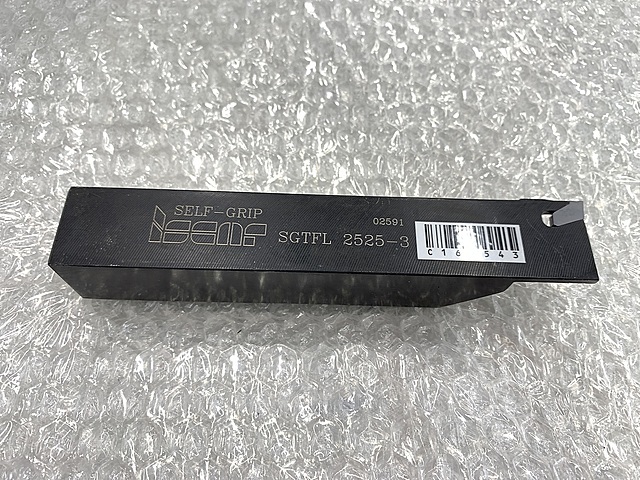 SELF-GRIP
iscar
02591
SGTFL 2525-3